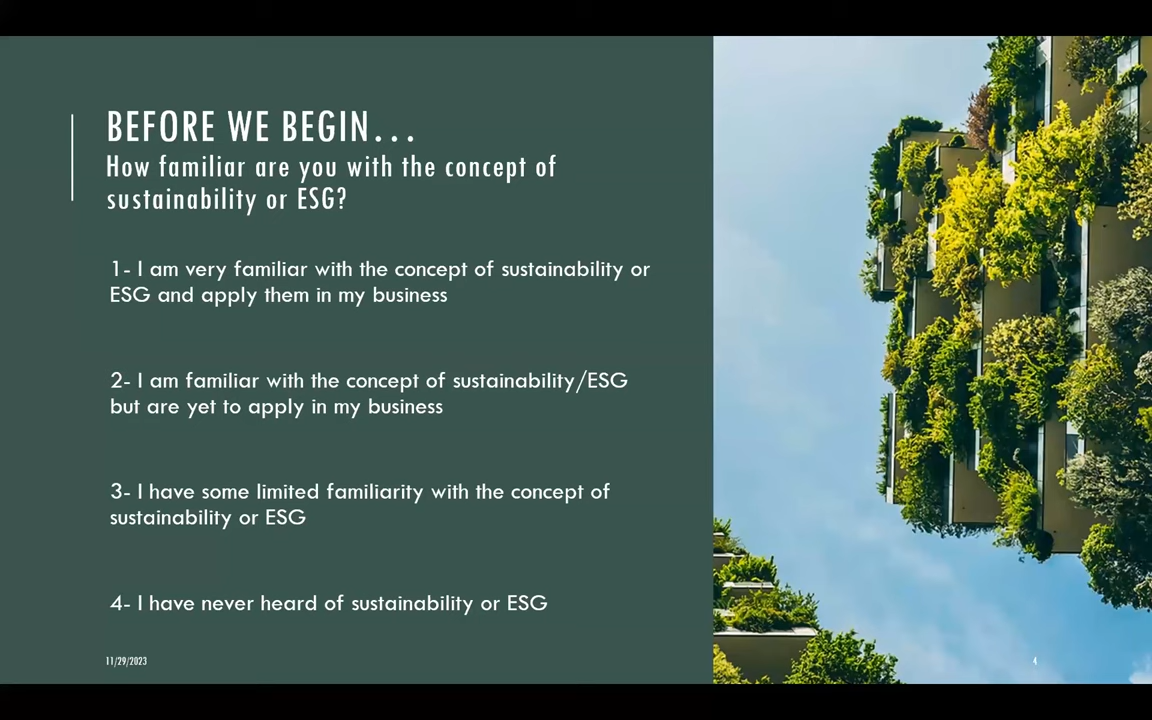 BEFORE WE BEGIN...
How familiar are you with the concept of
sustainability or ESG?
1- I am very familiar with the concept of sustainability or
ESG and apply them in my business
2- I am familiar with the concept of sustainability/ESG
but are yet to apply in my business
3- I have some limited familiarity with the concept of
sustainability or ESG
4- I have never heard of sustainability or ESG
11/29/2023
4